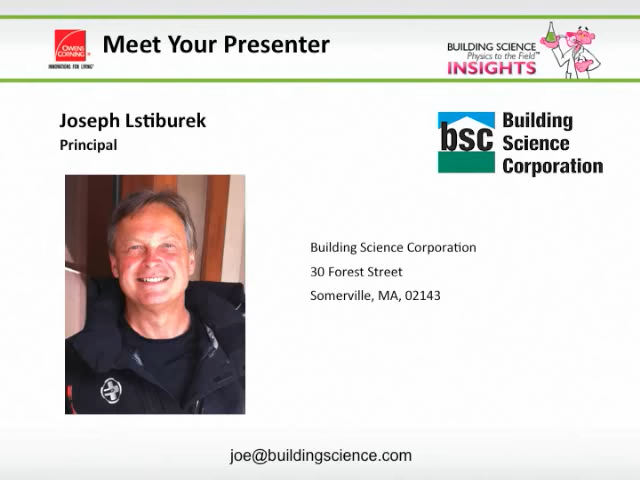 OWENS
CORNING
INNOVATIONS FOR LIVING
Meet Your Presenter
BUILDING SCIENCE
Physics to the Field
INSIGHTS
Joseph Lstiburek
Principal
bsc
Building
Science
Corporation
Building Science Corporation
30 Forest Street
Somerville, MA, 02143
joe@buildingscience.com